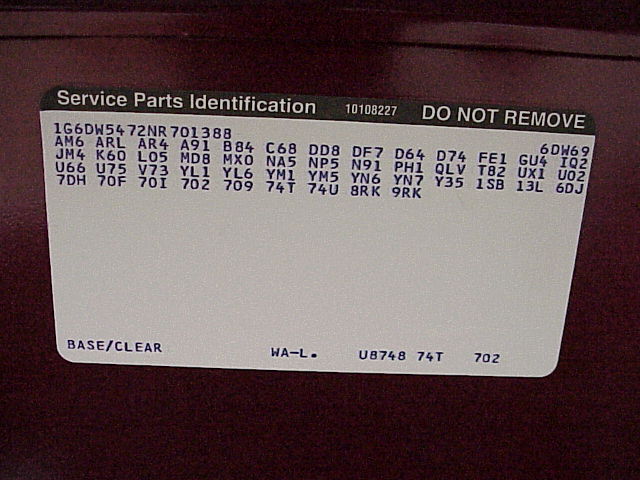 Service Parts Identification 10108227 DO NOT REMOVE
1G6DW5472NR701388 6DW69
AM6 ARL AR4 A91 B84 C68 DD8 DF7 D64 D74 FE1 GU4 IQ2
JM4 K60 L05 MD8 MX0 NA5 NP5 N91 PH1 QLV TB2 UX1 U02
U66 U75 V73 YL1 YL6 YM1 YM5 YN6 YN7 Y35 1SB 13L 6DJ
7DH 70F 70I 702 709 74T 74U 8RK 9RK
BASE/CLEAR WA-L. U8748 74T 702